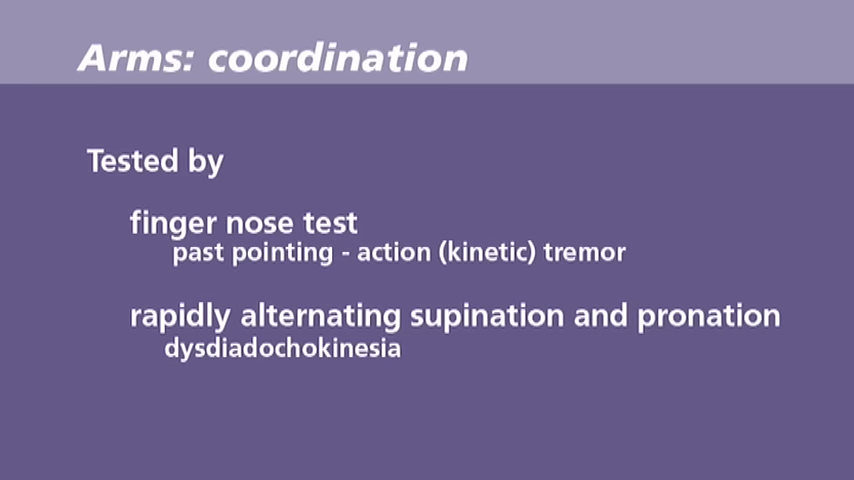 Arms: coordination
Tested by
finger nose test
past pointing - action (kinetic) tremor
rapidly alternating supination and pronation
dysdiadochokinesia